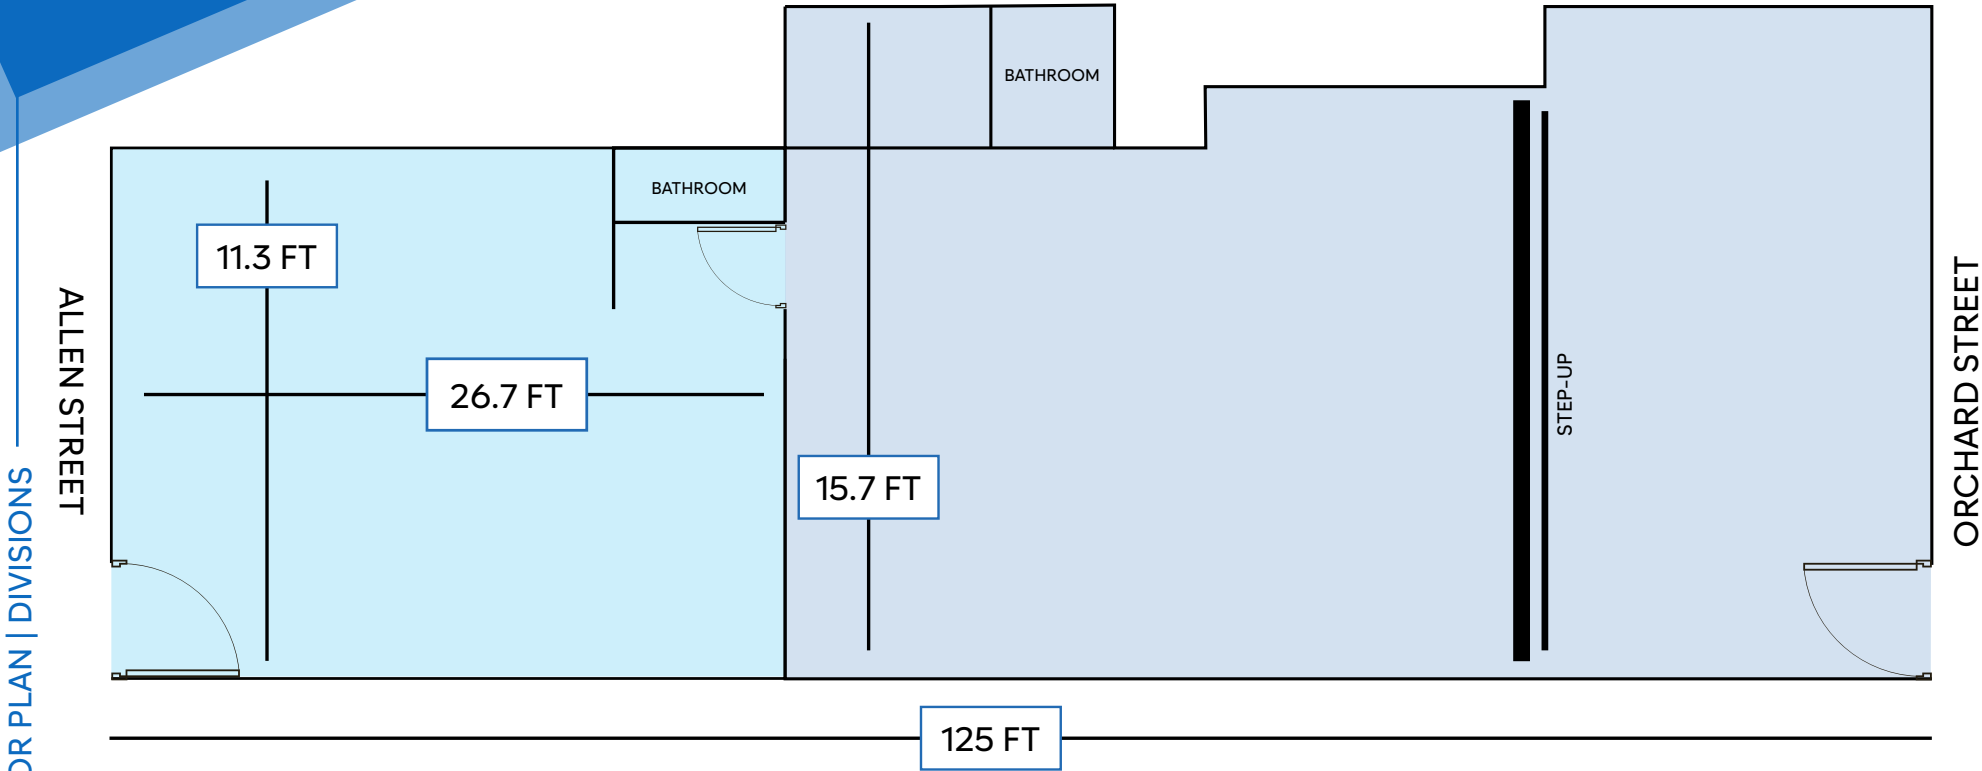 BATHROOM
BATHROOM
11.3 FT
26.7 FT
15.7 FT
ALLEN STREET
STEP-UP
ORCHARD STREET
125 FT
PLAN | DIVISIONS